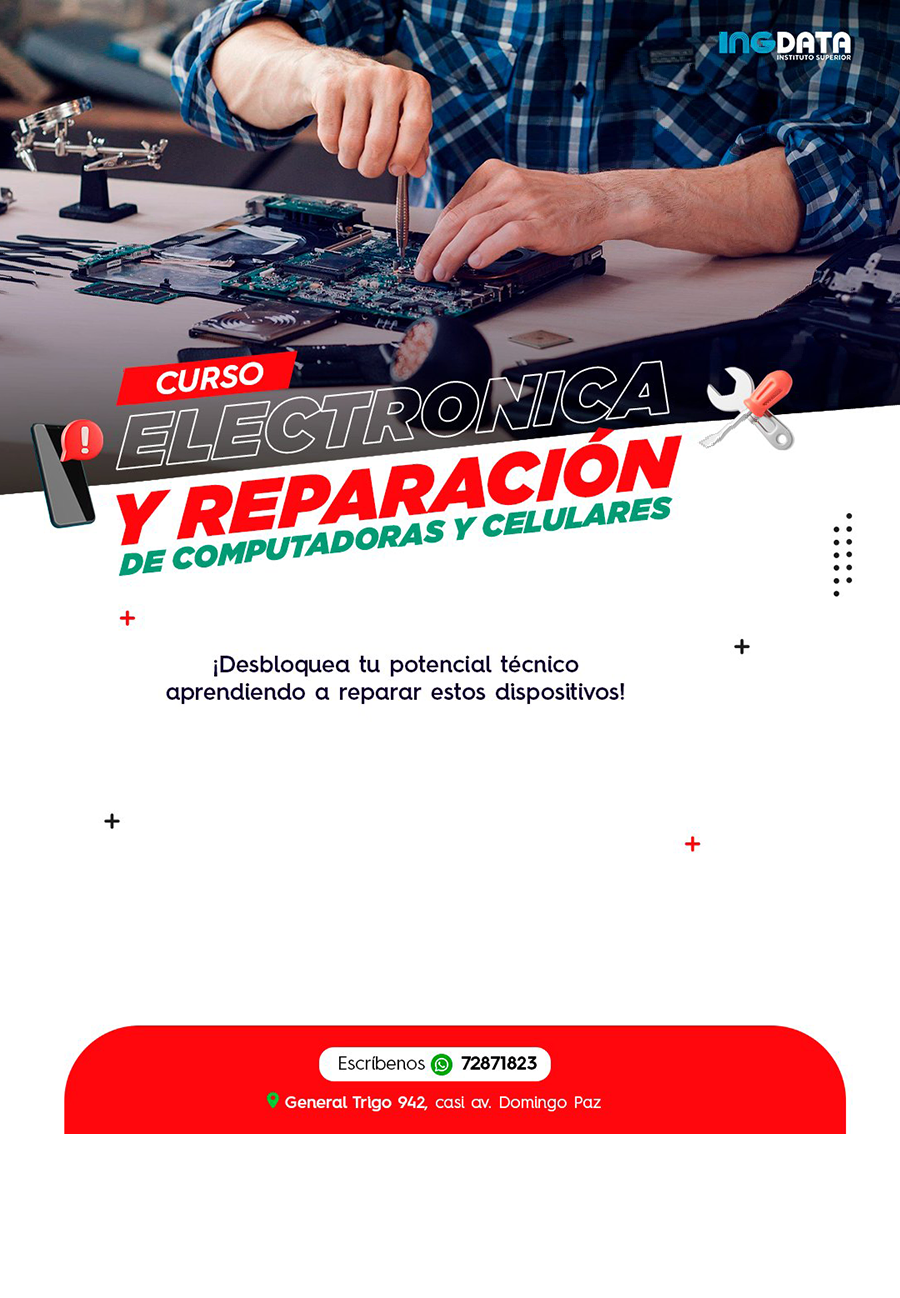 INGDATA
INSTITUTO SUPERIOR
CURSO
ELECTRONICA
Y REPARACIÓN
DE COMPUTADORAS Y CELULARES
¡Desbloquea tu potencial técnico
aprendiendo a reparar estos dispositivos!
Escríbenos 72871823
General Trigo 942, casi av. Domingo Paz